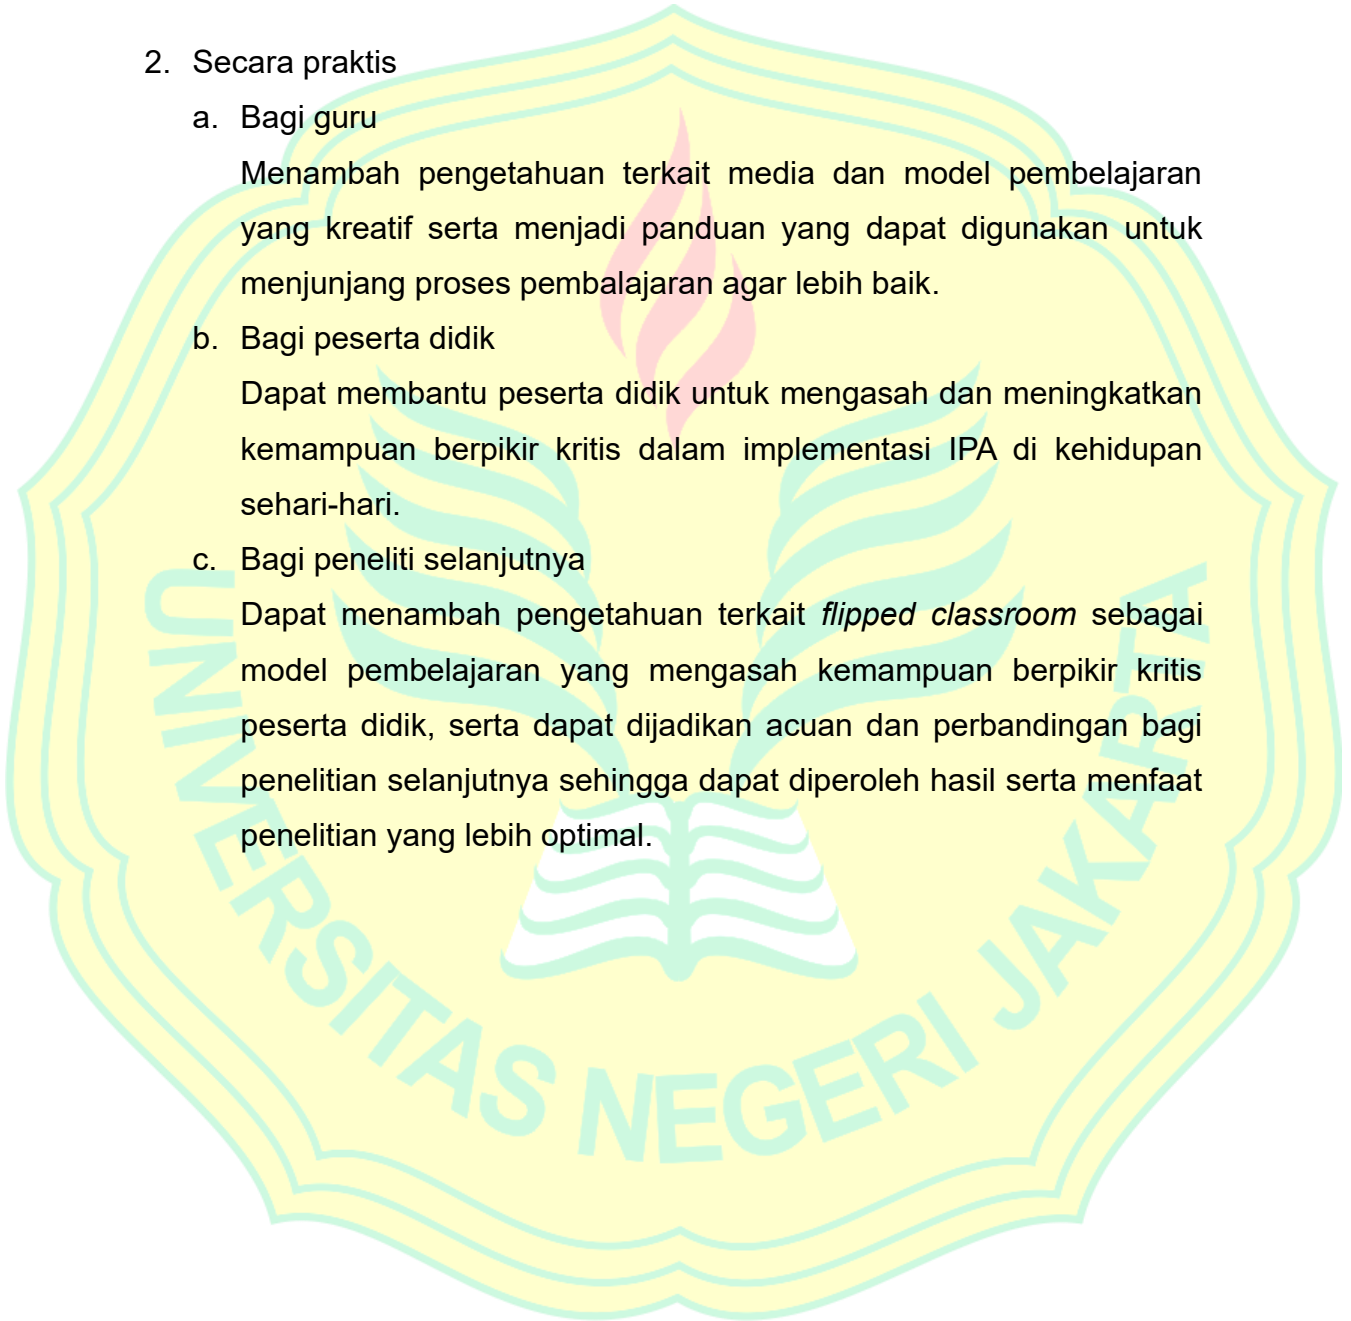 2. Secara praktis
a. Bagi guru
Menambah pengetahuan terkait media dan model pembelajaran
yang kreatif serta menjadi panduan yang dapat digunakan untuk
menjunjang proses pembalajaran agar lebih baik.
b. Bagi peserta didik
Dapat membantu peserta didik untuk mengasah dan meningkatkan
kemampuan berpikir kritis dalam implementasi IPA di kehidupan
sehari-hari.
c. Bagi peneliti selanjutnya
Dapat menambah pengetahuan terkait flipped classroom sebagai
model pembelajaran yang mengasah kemampuan berpikir kritis
peserta didik, serta dapat dijadikan acuan dan perbandingan bagi
penelitian selanjutnya sehingga dapat diperoleh hasil serta menfaat
penelitian yang lebih optimal.
UNIVERSITAS NEGERI JAKARTA